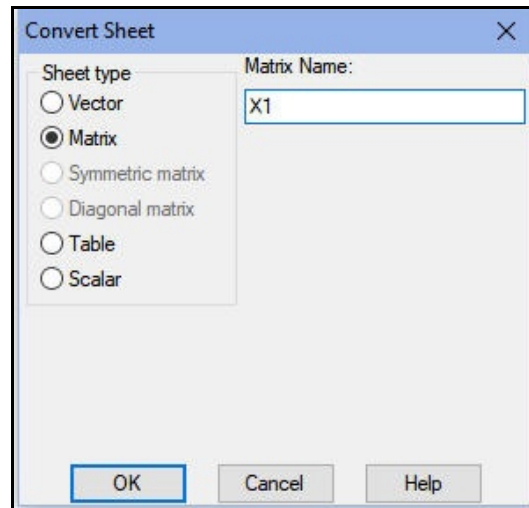 Convert Sheet
Sheet type
Vector
Matrix
Symmetric matrix
Diagonal matrix
Table
Scalar
Matrix Name:
X1
OK Cancel Help